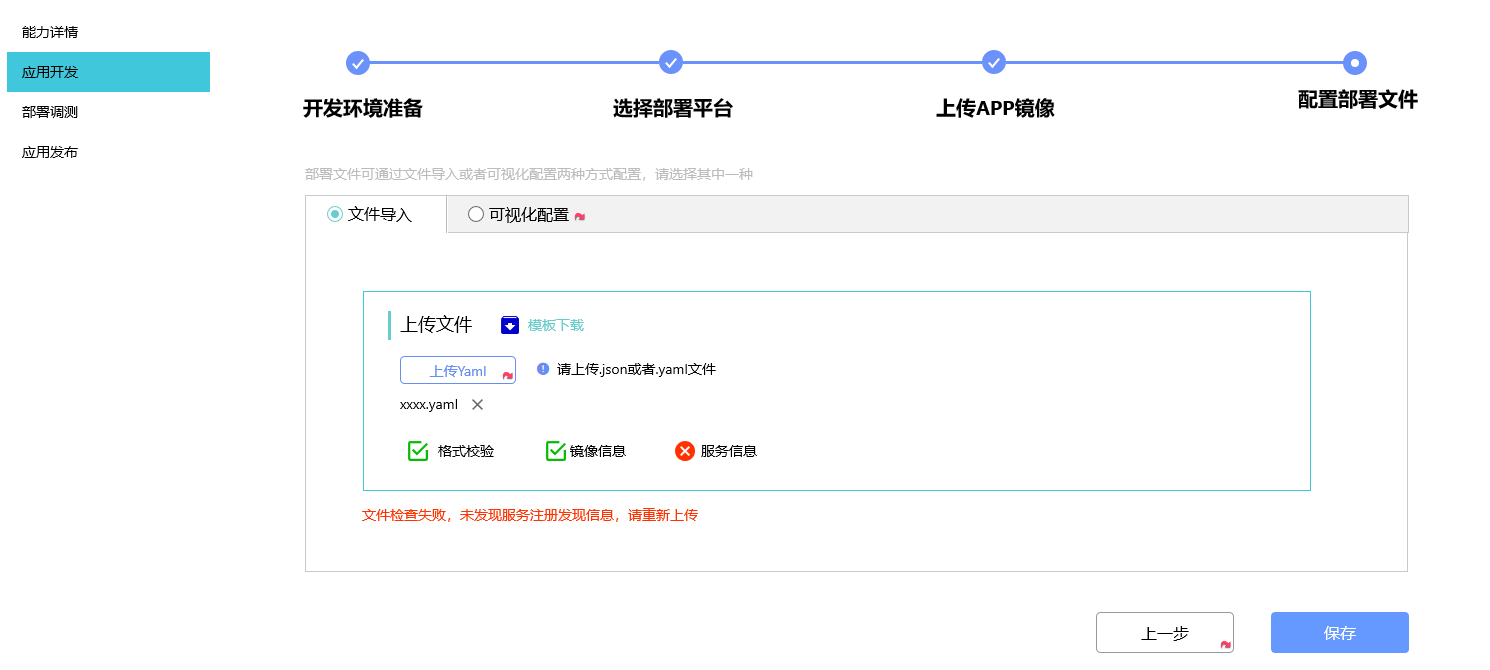 能力详情
应用开发
部署调测
应用发布
开发环境准备
选择部署平台
上传APP镜像
配置部署文件
部署文件可通过文件导入或者可视化配置两种方式配置，请选择其中一种
文件导入
可视化配置
上传文件
模板下载
上传Yaml
请上传.json或者.yaml文件
xxxx.yaml
格式校验
镜像信息
服务信息
文件检查失败，未发现服务注册发现信息，请重新上传
上一步
保存